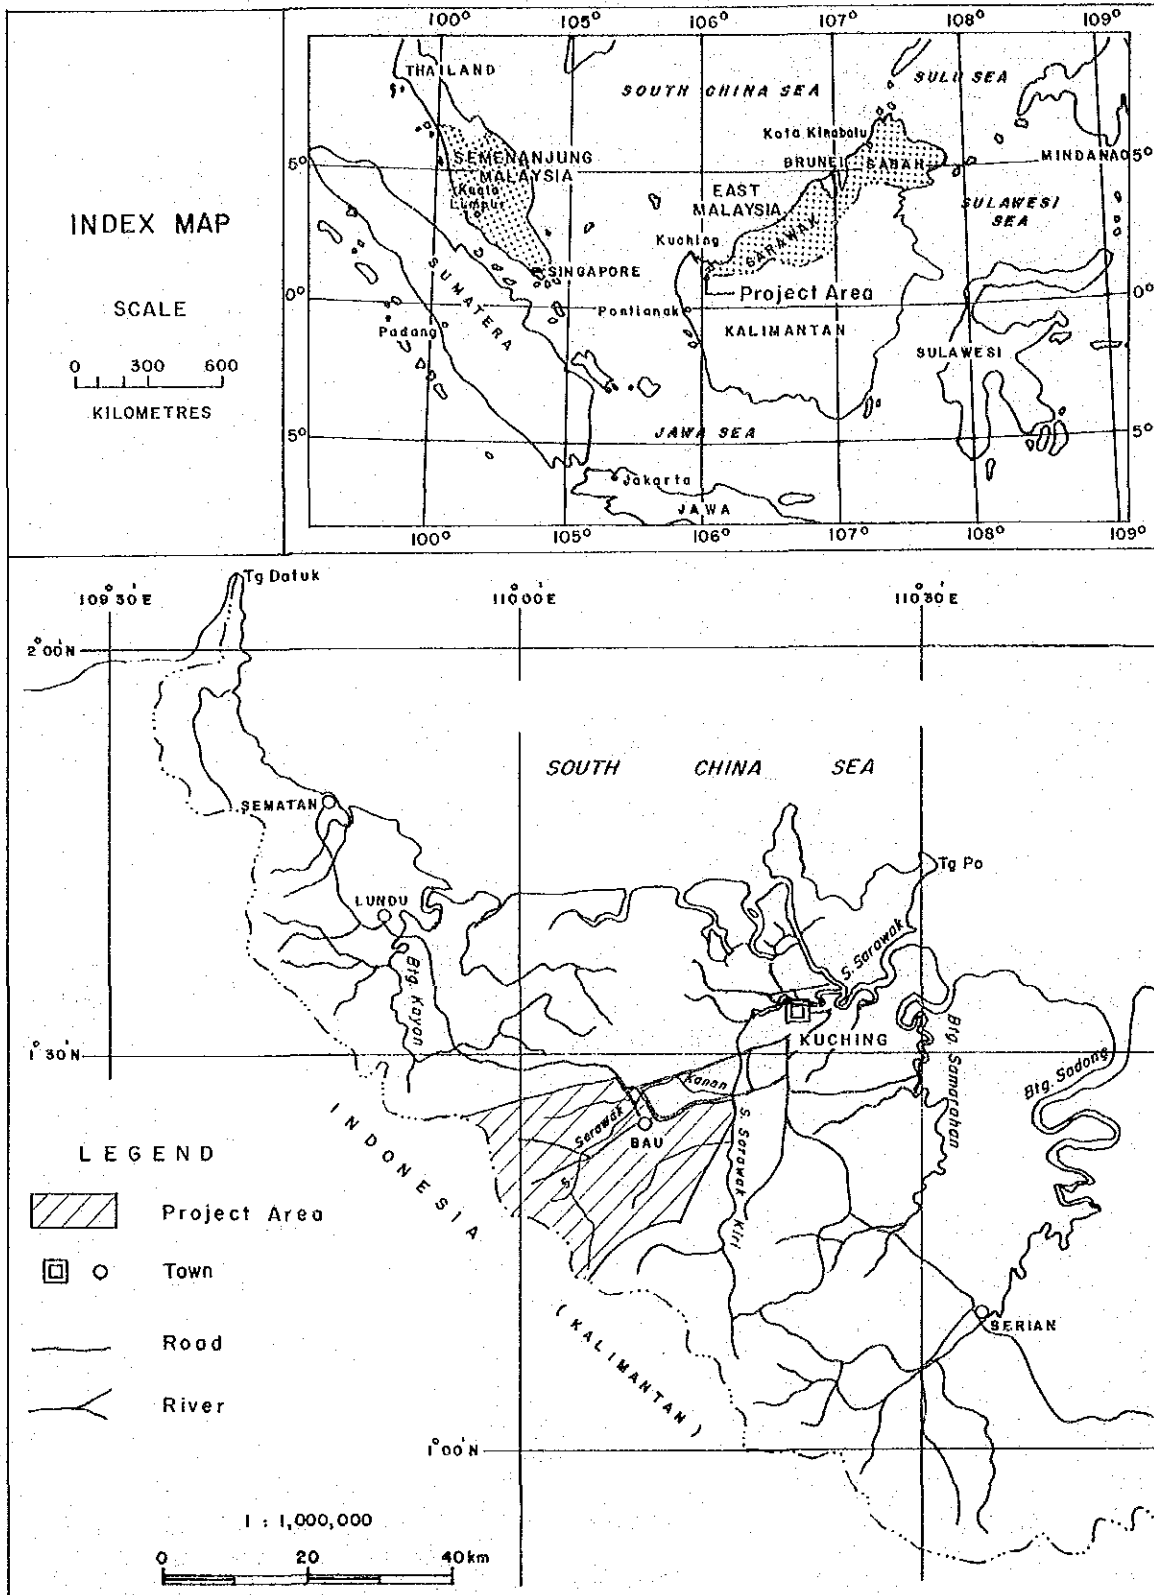 INDEX MAP
SCALE
0 300 600
KILOMETRES
100° 105° 106° 107° 108° 109°
THAILAND
SOUTH CHINA SEA
SULU SEA
Kota Kinabalu
5° SEMENANJUNG MALAYSIA
BRUNEI
SABAH
MINDANAO 5°
Kuala Lumpur
EAST MALAYSIA
SULAWESI SEA
Kuching
SARAWAK
SUMATERA
SINGAPORE
0° Project Area 0°
Padang
Pontianak
KALIMANTAN
SULAWESI
5° JAWA SEA 5°
Jakarta
JAWA
100° 105° 106° 107° 108° 109°
Tg Datuk
109°30'E 110°00'E 110°30'E
2°00'N
SOUTH CHINA SEA
SEMATAN
Tg Po
LUNDU
S. Sarawak
Btg. Kayan
KUCHING
1°30'N
Btg. Samarahan
Btg. Sadong
Kanan
Sarawak
S.
BAU
S. Sarawak Kiri
INDONESIA
(KALIMANTAN)
SERIAN
1°00'N
LEGEND
Project Area
Town
Road
River
1 : 1,000,000
0 20 40km